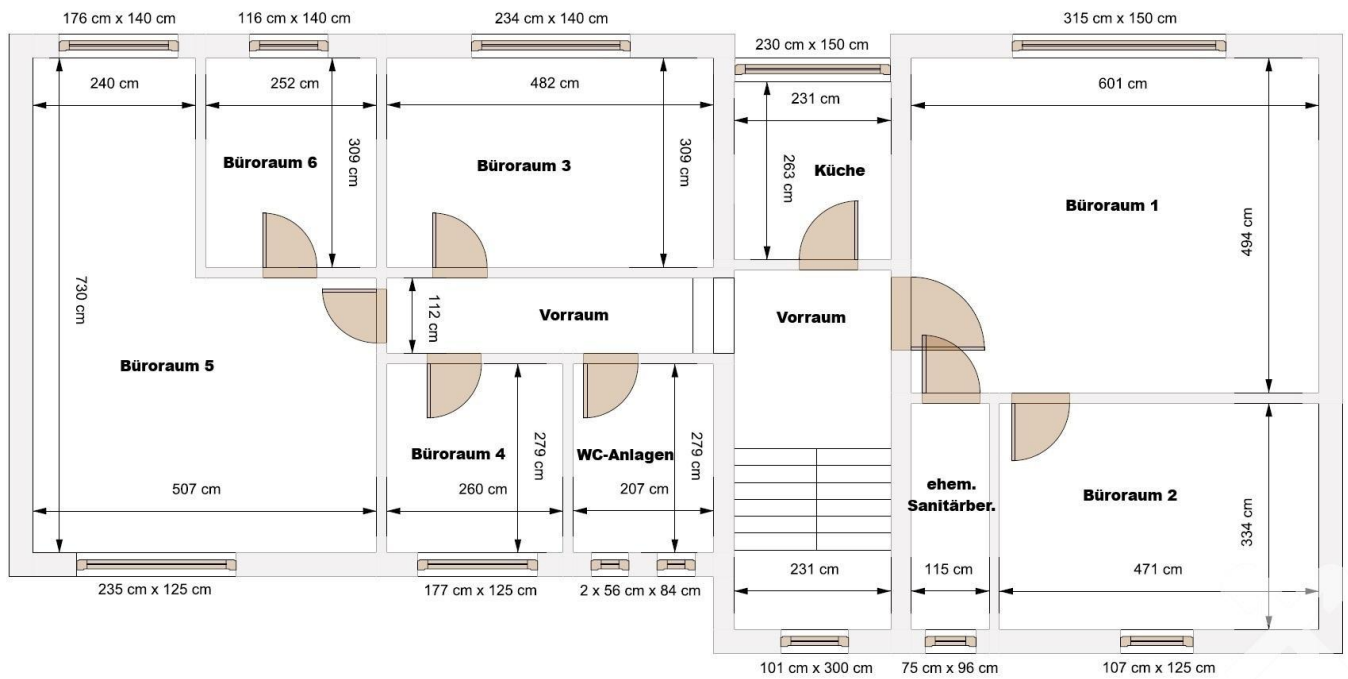 176 cm x 140 cm
116 cm x 140 cm
234 cm x 140 cm
230 cm x 150 cm
315 cm x 150 cm
240 cm
252 cm
482 cm
231 cm
601 cm
Büroraum 6
309 cm
Büroraum 3
309 cm
263 cm
Küche
Büroraum 1
494 cm
730 cm
112 cm
Vorraum
Vorraum
Büroraum 5
Büroraum 4
279 cm
WC-Anlagen
279 cm
ehem.
Sanitärber.
Büroraum 2
334 cm
507 cm
260 cm
207 cm
231 cm
115 cm
471 cm
235 cm x 125 cm
177 cm x 125 cm
2 x 56 cm x 84 cm
101 cm x 300 cm
75 cm x 96 cm
107 cm x 125 cm